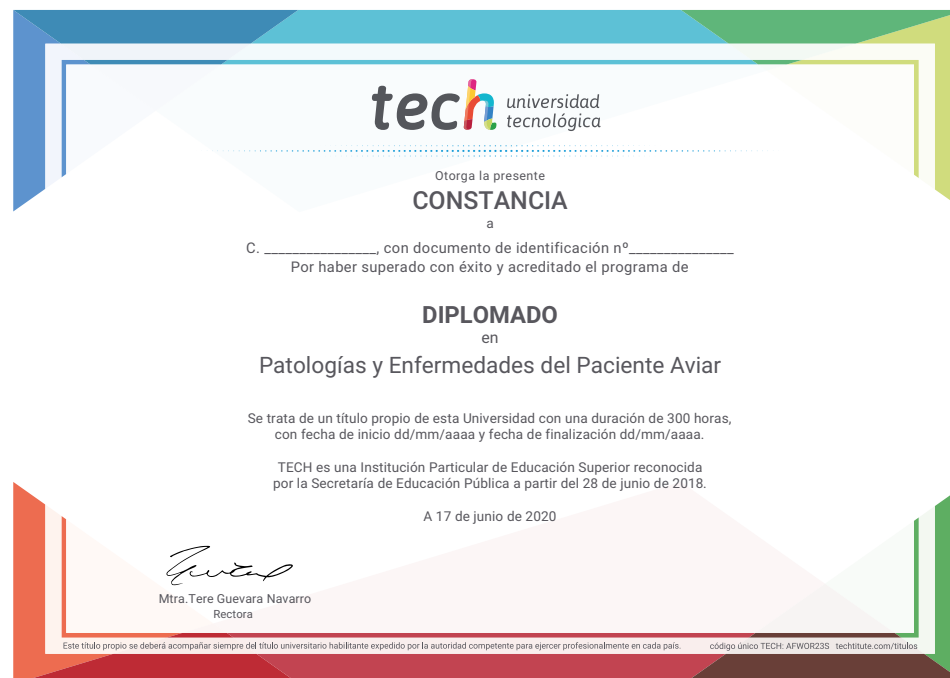 tech universidad
tecnológica
Otorga la presente
CONSTANCIA
a
C. ________________, con documento de identificación nº_______________
Por haber superado con éxito y acreditado el programa de
DIPLOMADO
en
Patologías y Enfermedades del Paciente Aviar
Se trata de un título propio de esta Universidad con una duración de 300 horas,
con fecha de inicio dd/mm/aaaa y fecha de finalización dd/mm/aaaa.
TECH es una Institución Particular de Educación Superior reconocida
por la Secretaría de Educación Pública a partir del 28 de junio de 2018.
A 17 de junio de 2020
Mtra.Tere Guevara Navarro
Rectora
Este título propio se deberá acompañar siempre del título universitario habilitante expedido por la autoridad competente para ejercer profesionalmente en cada país. código único TECH: AFWOR23S techtitute.com/titulos